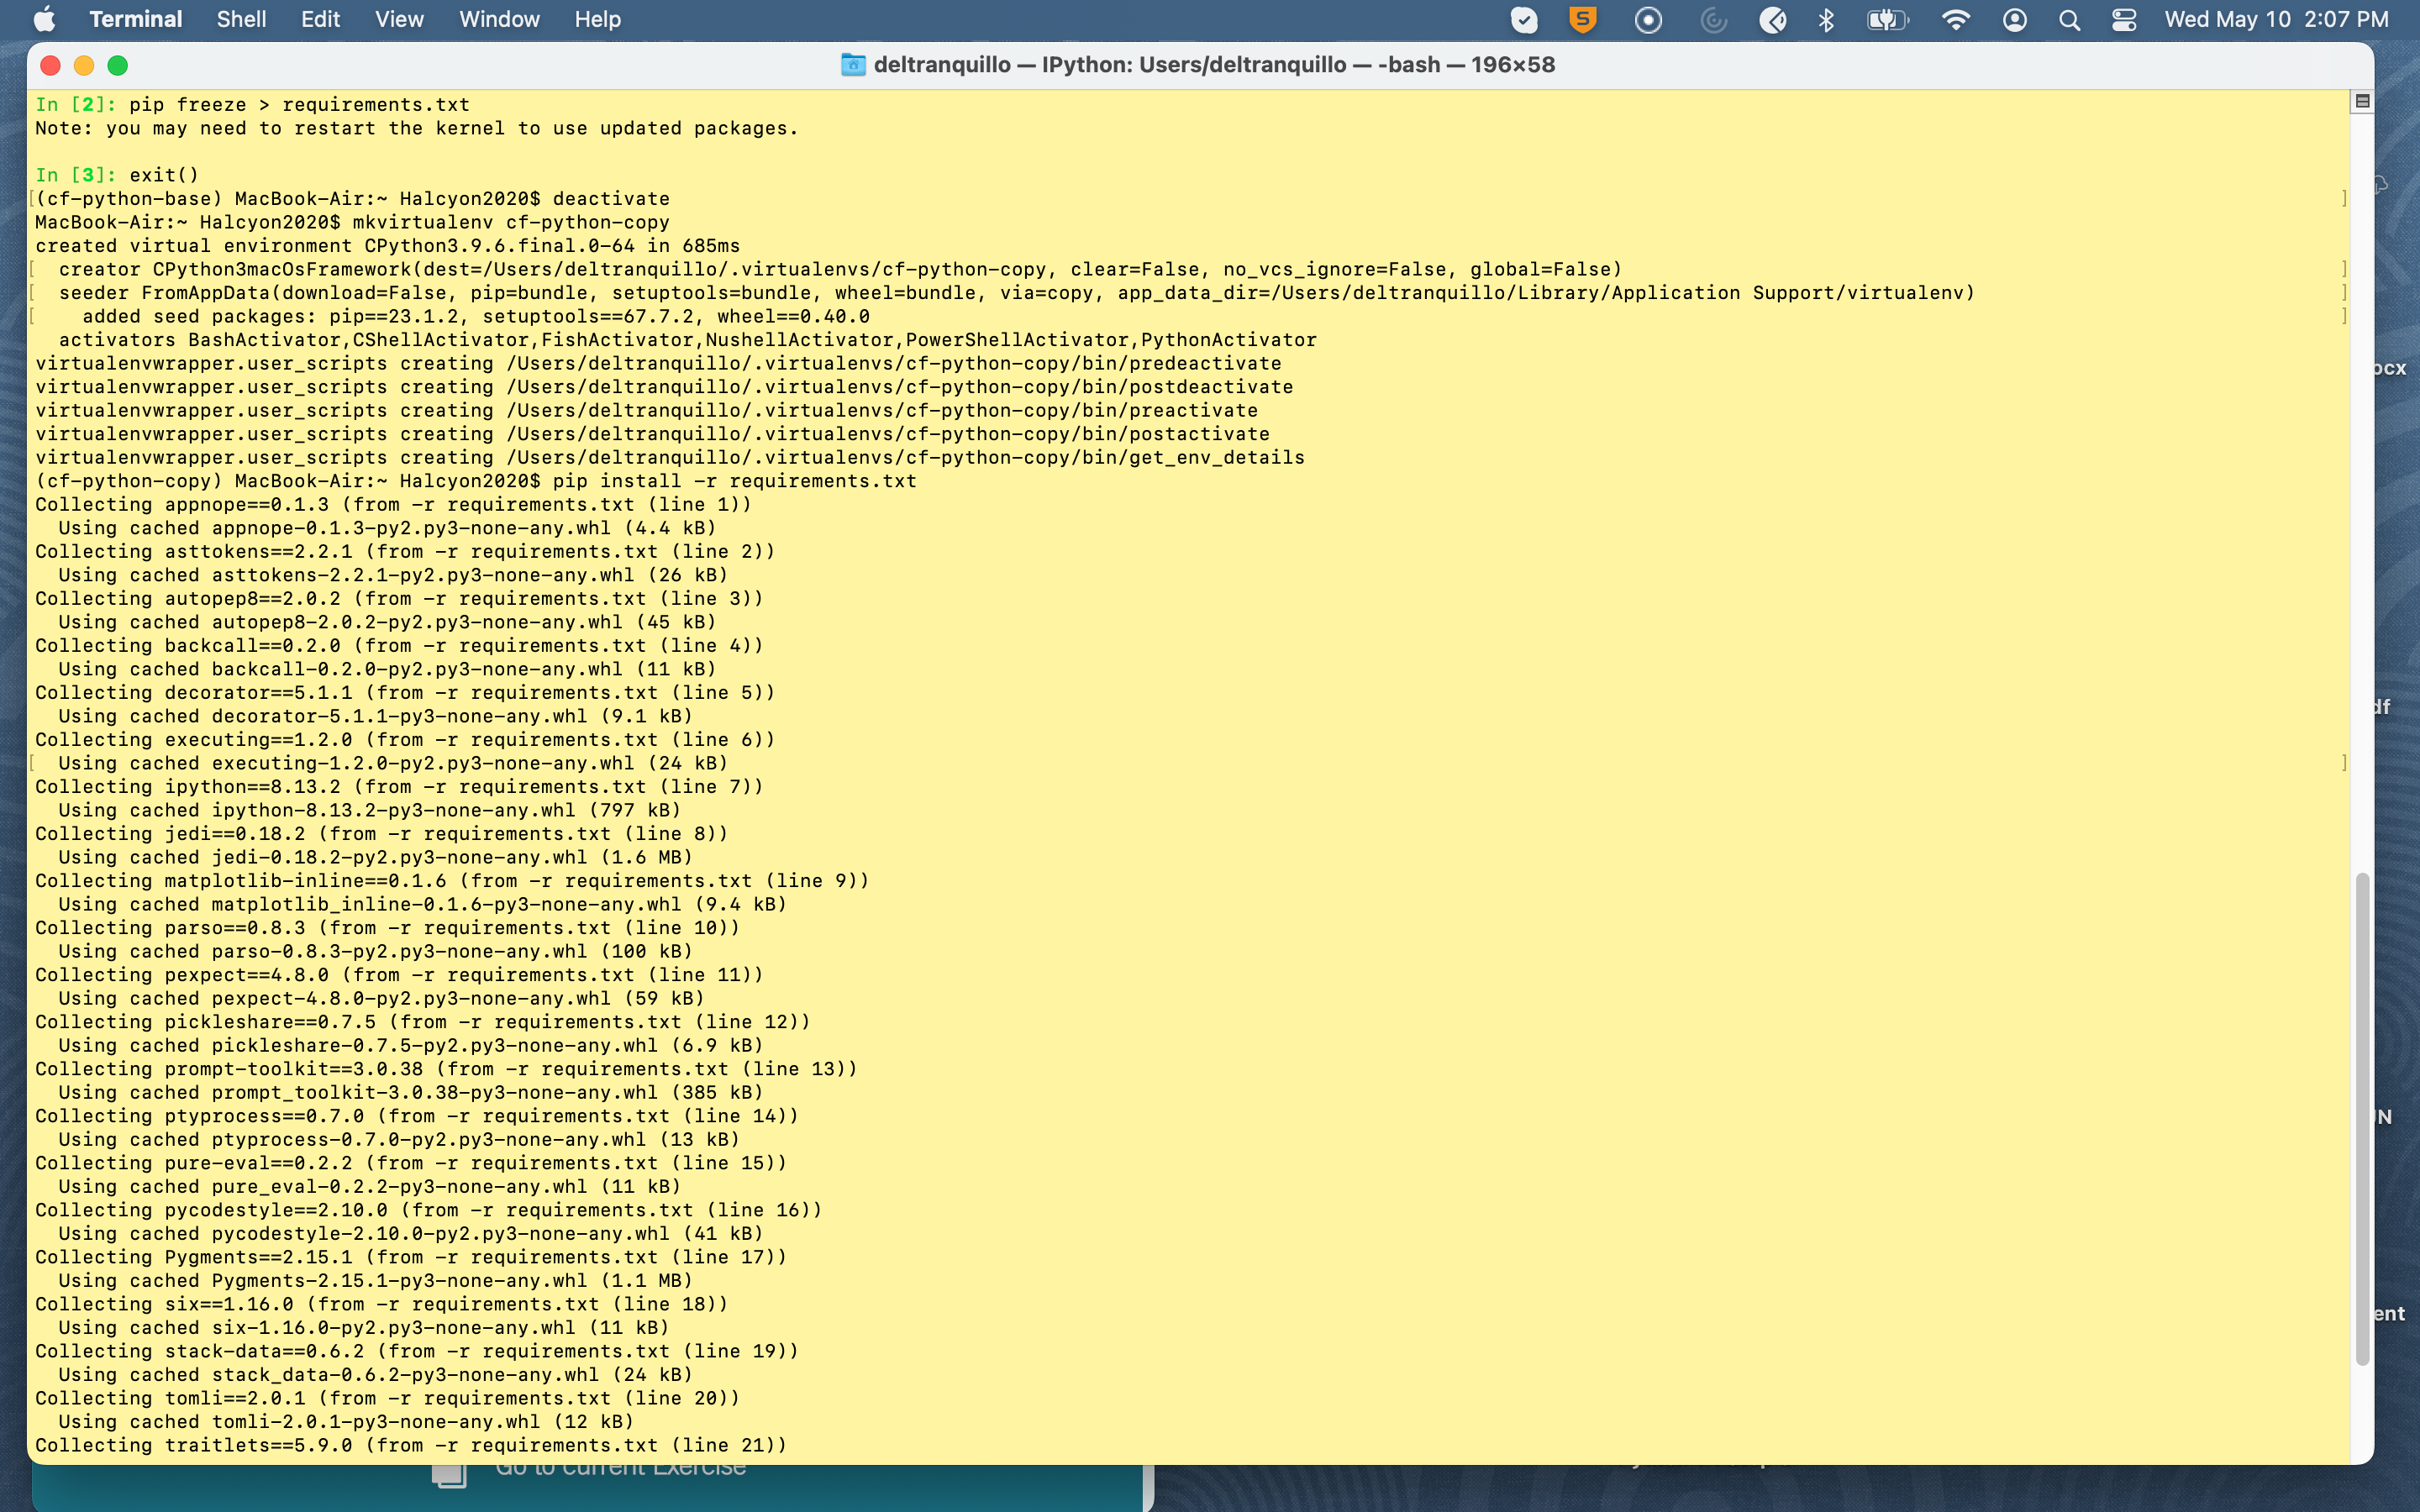 Terminal Shell Edit View Window Help Wed May 10 2:07 PM
deltranquillo — IPython: Users/deltranquillo — -bash — 196×58
In [2]: pip freeze > requirements.txt
Note: you may need to restart the kernel to use updated packages.
In [3]: exit()
[(cf-python-base) MacBook-Air:~ Halcyon2020$ deactivate ]
MacBook-Air:~ Halcyon2020$ mkvirtualenv cf-python-copy
created virtual environment CPython3.9.6.final.0-64 in 685ms
[ creator CPython3macOsFramework(dest=/Users/deltranquillo/.virtualenvs/cf-python-copy, clear=False, no_vcs_ignore=False, global=False) ]
[ seeder FromAppData(download=False, pip=bundle, setuptools=bundle, wheel=bundle, via=copy, app_data_dir=/Users/deltranquillo/Library/Application Support/virtualenv) ]
[ added seed packages: pip==23.1.2, setuptools==67.7.2, wheel==0.40.0 ]
activators BashActivator,CShellActivator,FishActivator,NushellActivator,PowerShellActivator,PythonActivator
virtualenvwrapper.user_scripts creating /Users/deltranquillo/.virtualenvs/cf-python-copy/bin/predeactivate
virtualenvwrapper.user_scripts creating /Users/deltranquillo/.virtualenvs/cf-python-copy/bin/postdeactivate
virtualenvwrapper.user_scripts creating /Users/deltranquillo/.virtualenvs/cf-python-copy/bin/preactivate
virtualenvwrapper.user_scripts creating /Users/deltranquillo/.virtualenvs/cf-python-copy/bin/postactivate
virtualenvwrapper.user_scripts creating /Users/deltranquillo/.virtualenvs/cf-python-copy/bin/get_env_details
(cf-python-copy) MacBook-Air:~ Halcyon2020$ pip install -r requirements.txt
Collecting appnope==0.1.3 (from -r requirements.txt (line 1))
Using cached appnope-0.1.3-py2.py3-none-any.whl (4.4 kB)
Collecting asttokens==2.2.1 (from -r requirements.txt (line 2))
Using cached asttokens-2.2.1-py2.py3-none-any.whl (26 kB)
Collecting autopep8==2.0.2 (from -r requirements.txt (line 3))
Using cached autopep8-2.0.2-py2.py3-none-any.whl (45 kB)
Collecting backcall==0.2.0 (from -r requirements.txt (line 4))
Using cached backcall-0.2.0-py2.py3-none-any.whl (11 kB)
Collecting decorator==5.1.1 (from -r requirements.txt (line 5))
Using cached decorator-5.1.1-py3-none-any.whl (9.1 kB)
Collecting executing==1.2.0 (from -r requirements.txt (line 6))
[ Using cached executing-1.2.0-py2.py3-none-any.whl (24 kB) ]
Collecting ipython==8.13.2 (from -r requirements.txt (line 7))
Using cached ipython-8.13.2-py3-none-any.whl (797 kB)
Collecting jedi==0.18.2 (from -r requirements.txt (line 8))
Using cached jedi-0.18.2-py2.py3-none-any.whl (1.6 MB)
Collecting matplotlib-inline==0.1.6 (from -r requirements.txt (line 9))
Using cached matplotlib_inline-0.1.6-py3-none-any.whl (9.4 kB)
Collecting parso==0.8.3 (from -r requirements.txt (line 10))
Using cached parso-0.8.3-py2.py3-none-any.whl (100 kB)
Collecting pexpect==4.8.0 (from -r requirements.txt (line 11))
Using cached pexpect-4.8.0-py2.py3-none-any.whl (59 kB)
Collecting pickleshare==0.7.5 (from -r requirements.txt (line 12))
Using cached pickleshare-0.7.5-py2.py3-none-any.whl (6.9 kB)
Collecting prompt-toolkit==3.0.38 (from -r requirements.txt (line 13))
Using cached prompt_toolkit-3.0.38-py3-none-any.whl (385 kB)
Collecting ptyprocess==0.7.0 (from -r requirements.txt (line 14))
Using cached ptyprocess-0.7.0-py2.py3-none-any.whl (13 kB)
Collecting pure-eval==0.2.2 (from -r requirements.txt (line 15))
Using cached pure_eval-0.2.2-py3-none-any.whl (11 kB)
Collecting pycodestyle==2.10.0 (from -r requirements.txt (line 16))
Using cached pycodestyle-2.10.0-py2.py3-none-any.whl (41 kB)
Collecting Pygments==2.15.1 (from -r requirements.txt (line 17))
Using cached Pygments-2.15.1-py3-none-any.whl (1.1 MB)
Collecting six==1.16.0 (from -r requirements.txt (line 18))
Using cached six-1.16.0-py2.py3-none-any.whl (11 kB)
Collecting stack-data==0.6.2 (from -r requirements.txt (line 19))
Using cached stack_data-0.6.2-py3-none-any.whl (24 kB)
Collecting tomli==2.0.1 (from -r requirements.txt (line 20))
Using cached tomli-2.0.1-py3-none-any.whl (12 kB)
Collecting traitlets==5.9.0 (from -r requirements.txt (line 21))
ocx
df
ent
Go to current Exercise